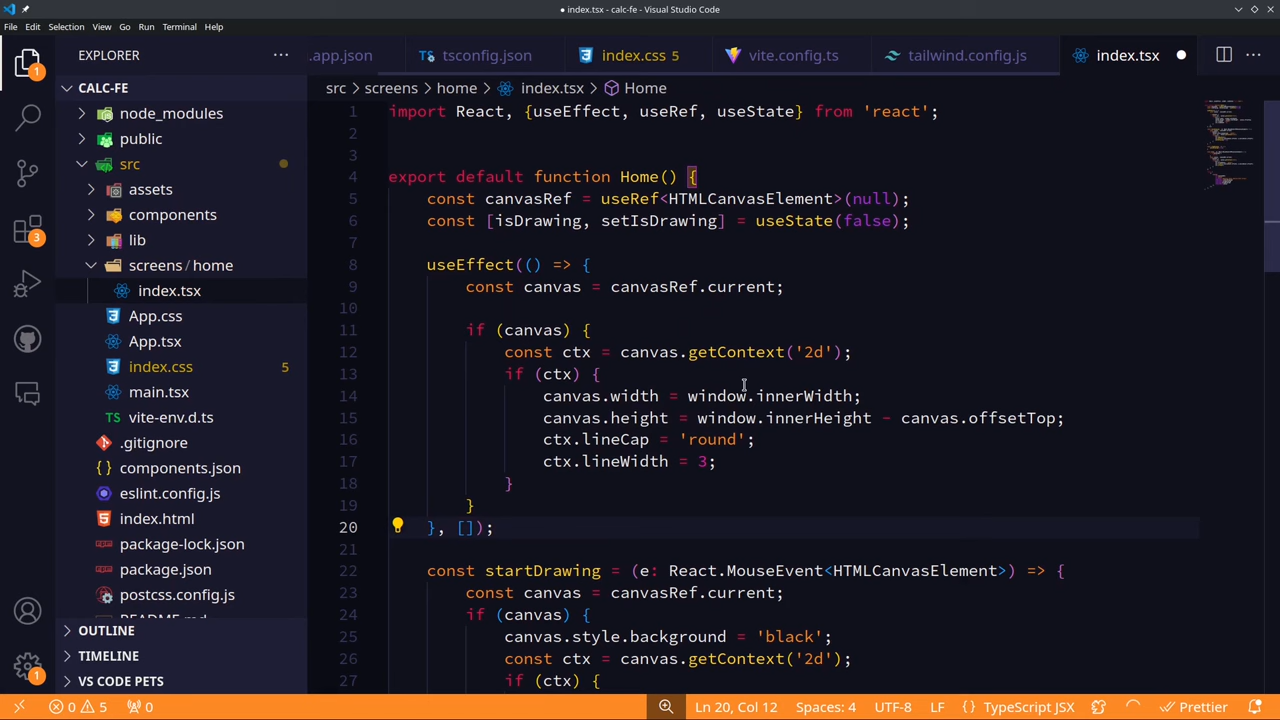 index.tsx - calc-fe - Visual Studio Code
File Edit Selection View Go Run Terminal Help
EXPLORER
.app.json
tsconfig.json
index.css 5
vite.config.ts
tailwind.config.js
index.tsx
CALC-FE
src > screens > home > index.tsx > Home
node_modules
public
src
assets
components
lib
screens / home
index.tsx
App.css
App.tsx
index.css 5
main.tsx
TS vite-env.d.ts
.gitignore
{} components.json
eslint.config.js
index.html
package-lock.json
package.json
postcss.config.js
README.md
OUTLINE
TIMELINE
VS CODE PETS
1
3
1
1 import React, {useEffect, useRef, useState} from 'react';
2
3
4 export default function Home() {
5 const canvasRef = useRef<HTMLCanvasElement>(null);
6 const [isDrawing, setIsDrawing] = useState(false);
7
8 useEffect(() => {
9 const canvas = canvasRef.current;
10
11 if (canvas) {
12 const ctx = canvas.getContext('2d');
13 if (ctx) {
14 canvas.width = window.innerWidth;
15 canvas.height = window.innerHeight - canvas.offsetTop;
16 ctx.lineCap = 'round';
17 ctx.lineWidth = 3;
18 }
19 }
20 }, []);
21
22 const startDrawing = (e: React.MouseEvent<HTMLCanvasElement>) => {
23 const canvas = canvasRef.current;
24 if (canvas) {
25 canvas.style.background = 'black';
26 const ctx = canvas.getContext('2d');
27 if (ctx) {
0 5 0
Ln 20, Col 12 Spaces: 4 UTF-8 LF {} TypeScript JSX Prettier